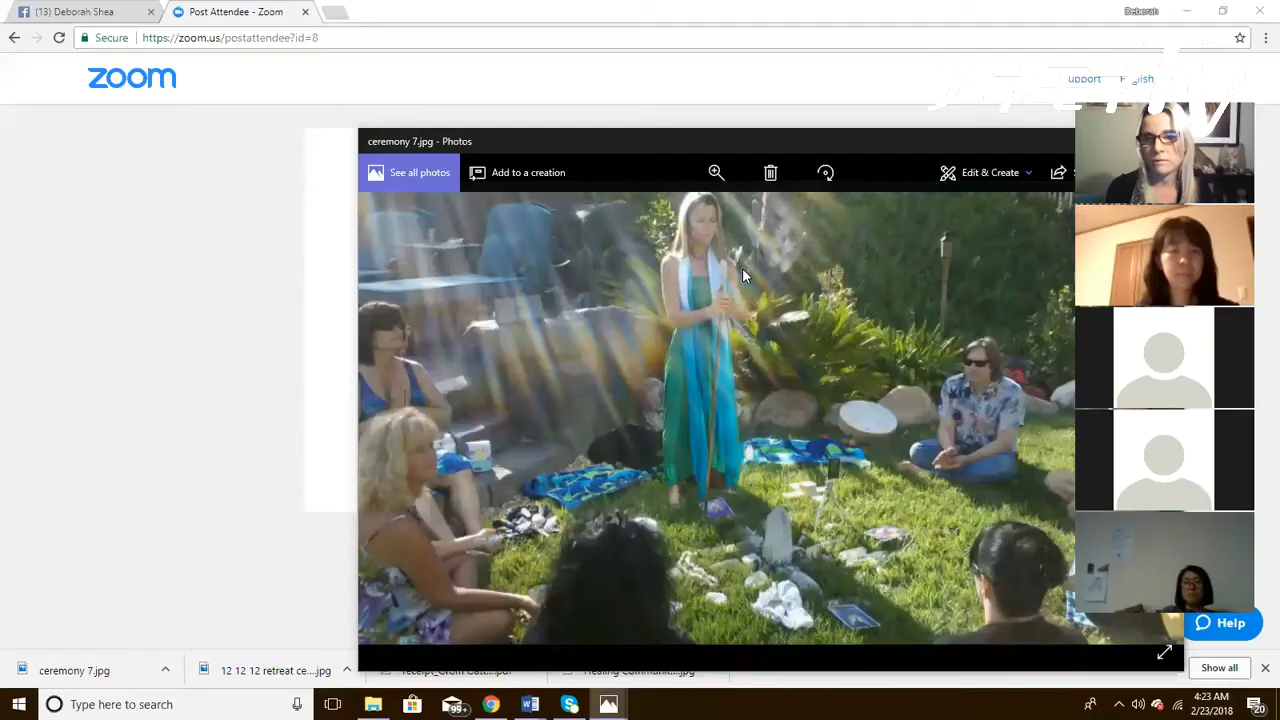 (13) Deborah Shea
Post Attendee - Zoom
Deborah
Secure
https://zoom.us/postattendee?id=8
zoom
upport
ceremony 7.jpg - Photos
See all photos
Add to a creation
Edit & Create
Help
ceremony 7.jpg
12 12 12 retreat ce....jpg
Show all
Type here to search
99+
4:23 AM
2/23/2018
20